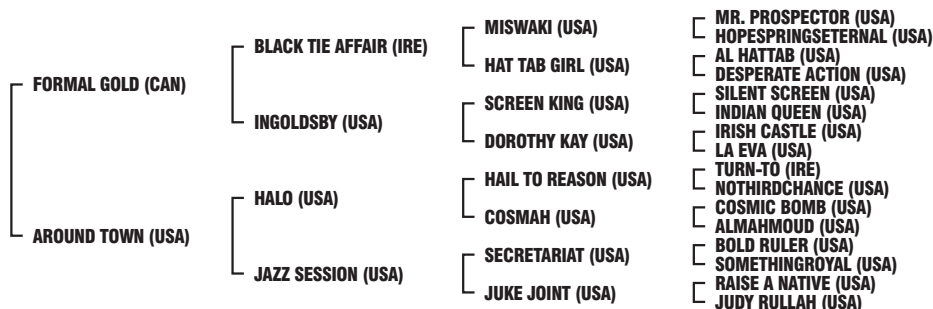 FORMAL GOLD (CAN)
AROUND TOWN (USA)
BLACK TIE AFFAIR (IRE)
INGOLDSBY (USA)
HALO (USA)
JAZZ SESSION (USA)
MISWAKI (USA)
HAT TAB GIRL (USA)
SCREEN KING (USA)
DOROTHY KAY (USA)
HAIL TO REASON (USA)
COSMAH (USA)
SECRETARIAT (USA)
JUKE JOINT (USA)
MR. PROSPECTOR (USA)
HOPESPRINGSETERNAL (USA)
AL HATTAB (USA)
DESPERATE ACTION (USA)
SILENT SCREEN (USA)
INDIAN QUEEN (USA)
IRISH CASTLE (USA)
LA EVA (USA)
TURN-TO (IRE)
NOTHIRDCHANCE (USA)
COSMIC BOMB (USA)
ALMAHMOUD (USA)
BOLD RULER (USA)
SOMETHINGROYAL (USA)
RAISE A NATIVE (USA)
JUDY RULLAH (USA)